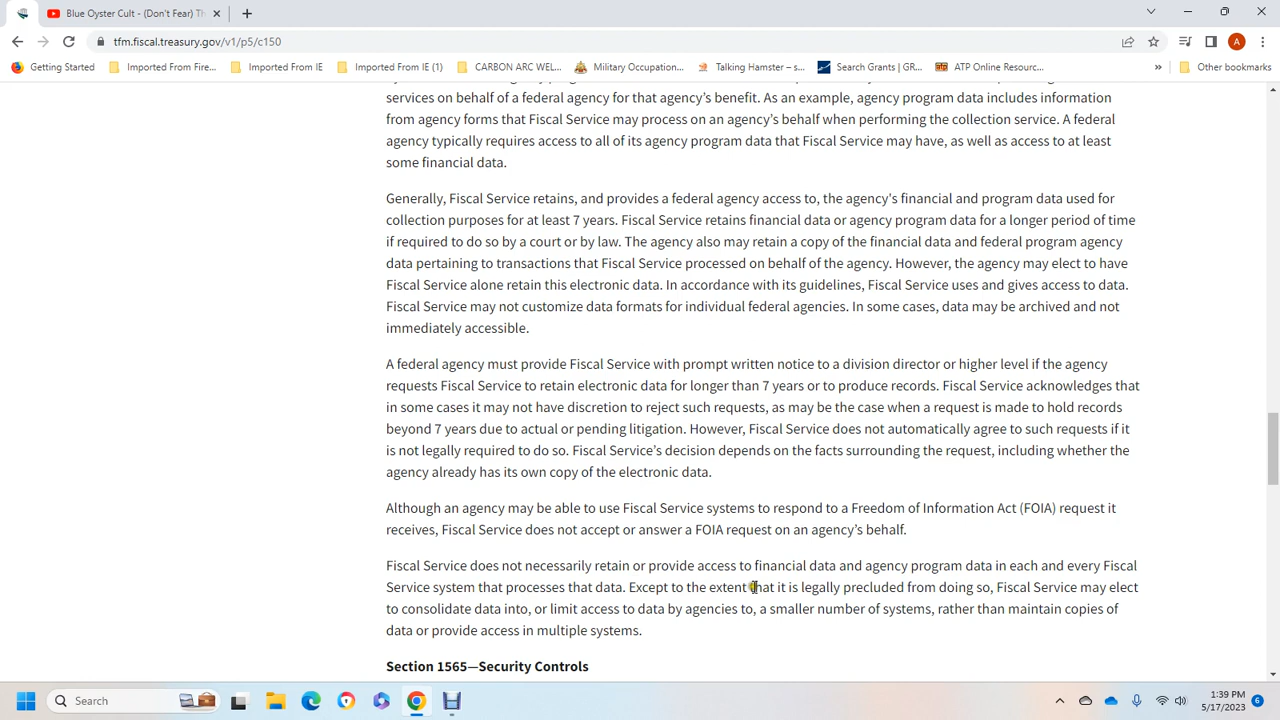 Blue Oyster Cult - (Don't Fear) Th
tfm.fiscal.treasury.gov/v1/p5/c150
A
Getting Started
Imported From Fire...
Imported From IE
Imported From IE (1)
CARBON ARC WEL...
Military Occupation...
Talking Hamster – s...
Search Grants | GR...
ATP Online Resourc...
»
Other bookmarks
services on behalf of a federal agency for that agency's benefit. As an example, agency program data includes information
from agency forms that Fiscal Service may process on an agency's behalf when performing the collection service. A federal
agency typically requires access to all of its agency program data that Fiscal Service may have, as well as access to at least
some financial data.
Generally, Fiscal Service retains, and provides a federal agency access to, the agency's financial and program data used for
collection purposes for at least 7 years. Fiscal Service retains financial data or agency program data for a longer period of time
if required to do so by a court or by law. The agency also may retain a copy of the financial data and federal program agency
data pertaining to transactions that Fiscal Service processed on behalf of the agency. However, the agency may elect to have
Fiscal Service alone retain this electronic data. In accordance with its guidelines, Fiscal Service uses and gives access to data.
Fiscal Service may not customize data formats for individual federal agencies. In some cases, data may be archived and not
immediately accessible.
A federal agency must provide Fiscal Service with prompt written notice to a division director or higher level if the agency
requests Fiscal Service to retain electronic data for longer than 7 years or to produce records. Fiscal Service acknowledges that
in some cases it may not have discretion to reject such requests, as may be the case when a request is made to hold records
beyond 7 years due to actual or pending litigation. However, Fiscal Service does not automatically agree to such requests if it
is not legally required to do so. Fiscal Service's decision depends on the facts surrounding the request, including whether the
agency already has its own copy of the electronic data.
Although an agency may be able to use Fiscal Service systems to respond to a Freedom of Information Act (FOIA) request it
receives, Fiscal Service does not accept or answer a FOIA request on an agency's behalf.
Fiscal Service does not necessarily retain or provide access to financial data and agency program data in each and every Fiscal
Service system that processes that data. Except to the extent that it is legally precluded from doing so, Fiscal Service may elect
to consolidate data into, or limit access to data by agencies to, a smaller number of systems, rather than maintain copies of
data or provide access in multiple systems.
Section 1565—Security Controls
Search
1:39 PM
5/17/2023
6